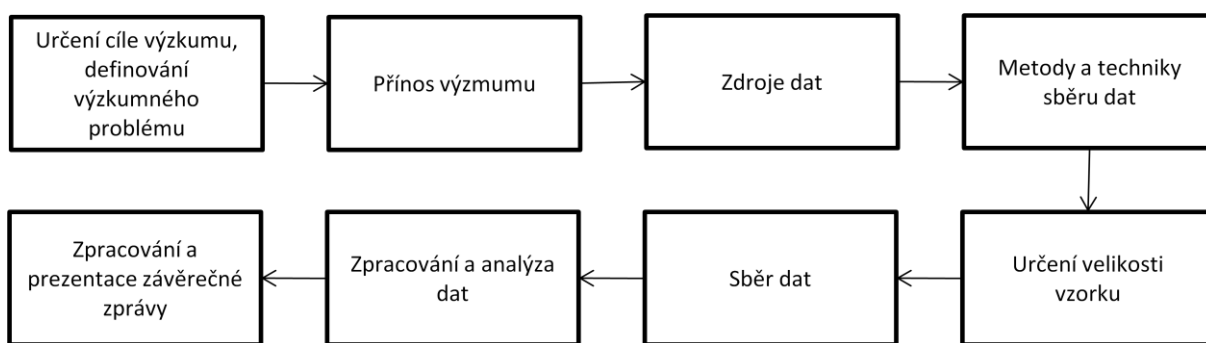 Určení cíle výzkumu,
definování
výzkumného
problému
Přínos výzmumu
Zdroje dat
Metody a techniky
sběru dat
Určení velikosti
vzorku
Sběr dat
Zpracování a analýza
dat
Zpracování a
prezentace závěrečné
zprávy